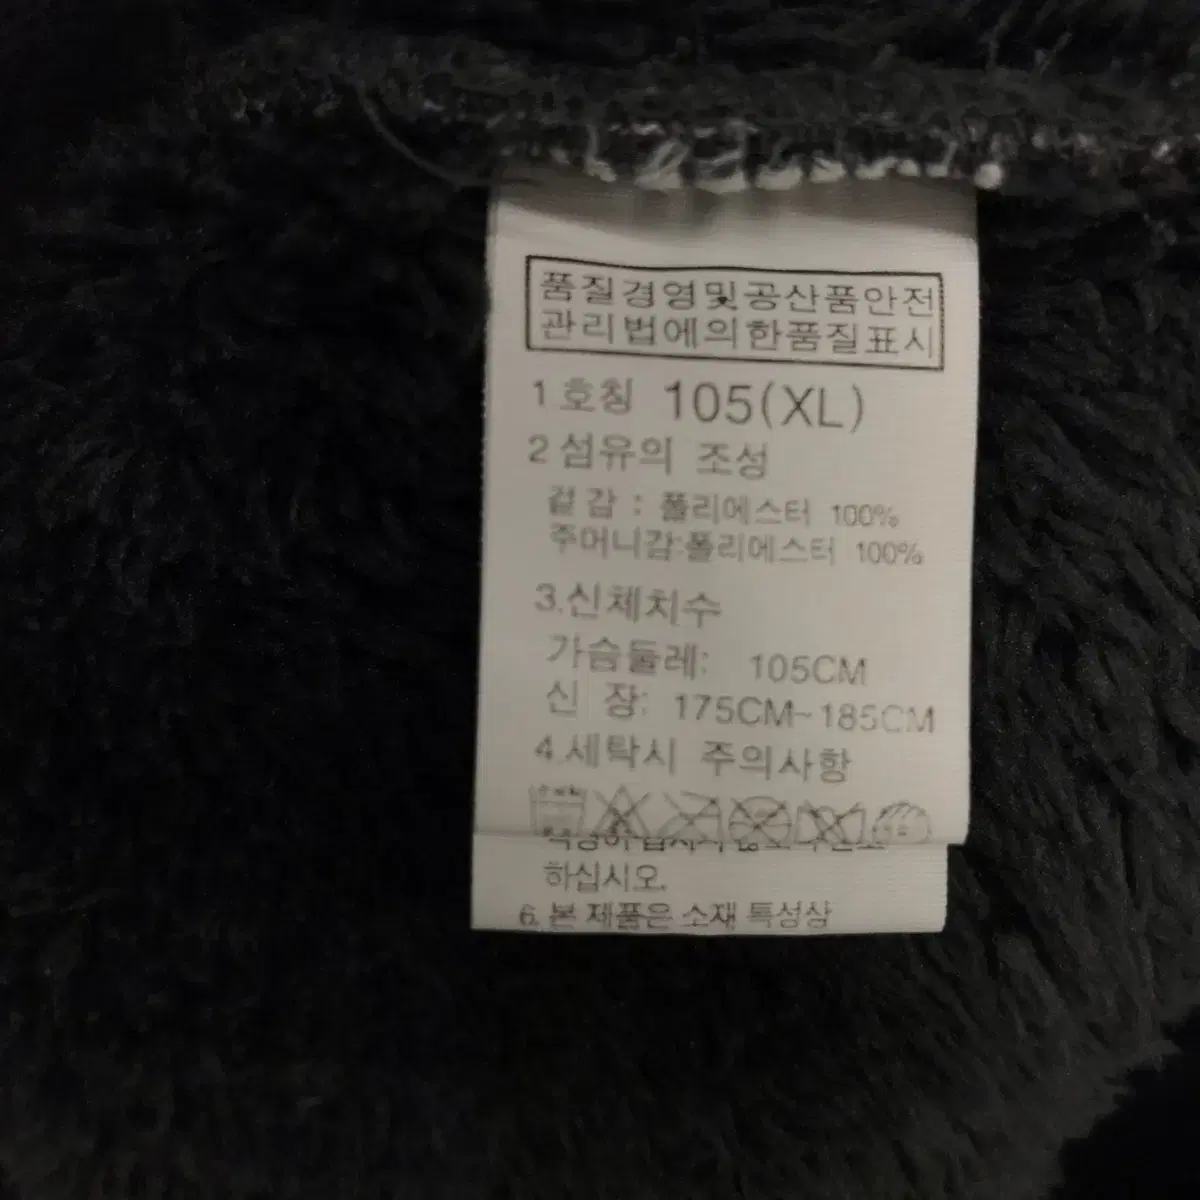 품질경영및공산품안전
관리법에의한품질표시
1 호칭 105(XL)
2 섬유의 조성
겉감 : 폴리에스터 100%
주머니감:폴리에스터 100%
3.신체치수
가슴둘레: 105CM
신 장: 175CM~185CM
4.세탁시 주의사항
하십시오.
6. 본 제품은 소재 특성상